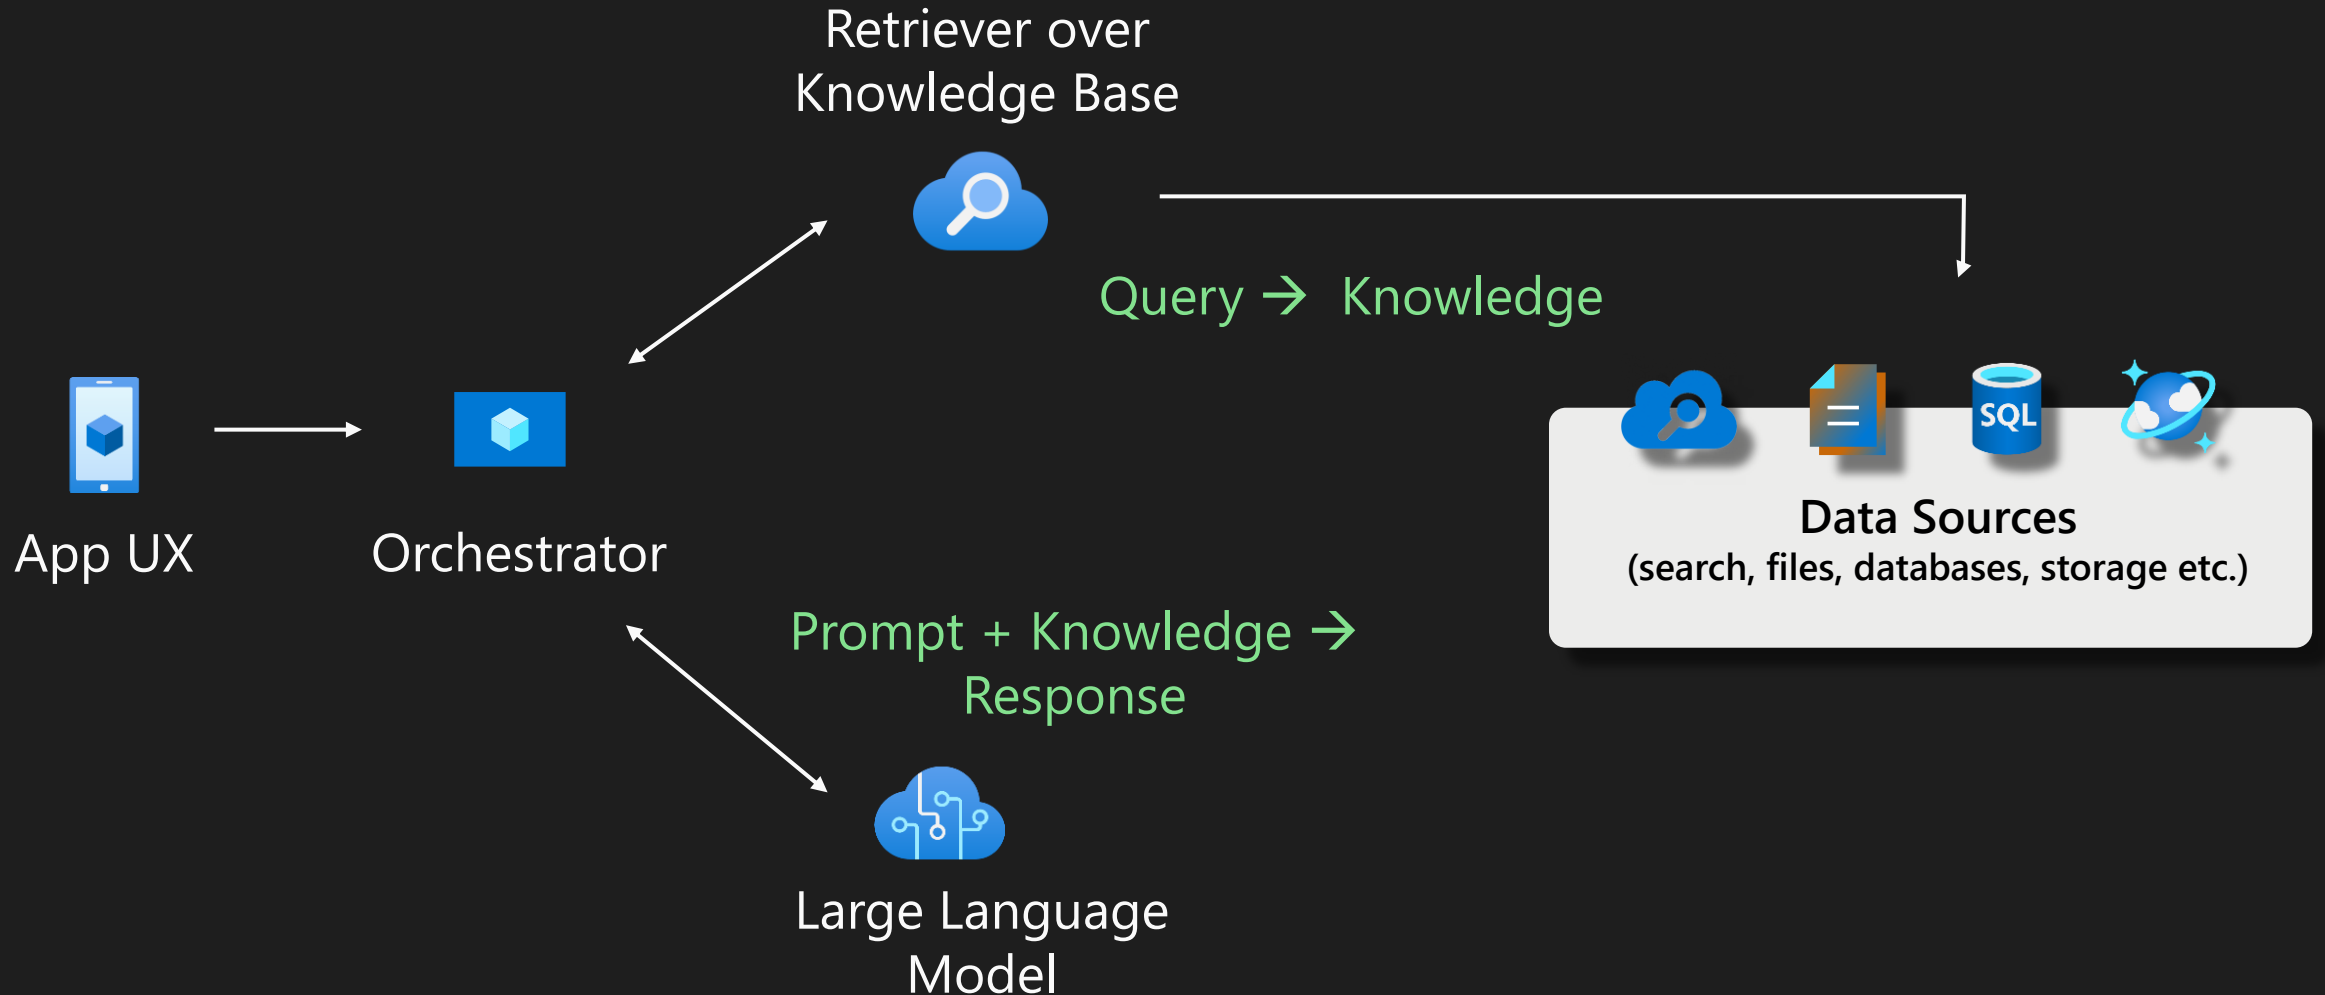 Retriever over
Knowledge Base
Query → Knowledge
App UX
Orchestrator
SQL
Data Sources
(search, files, databases, storage etc.)
Prompt + Knowledge →
Response
Large Language
Model